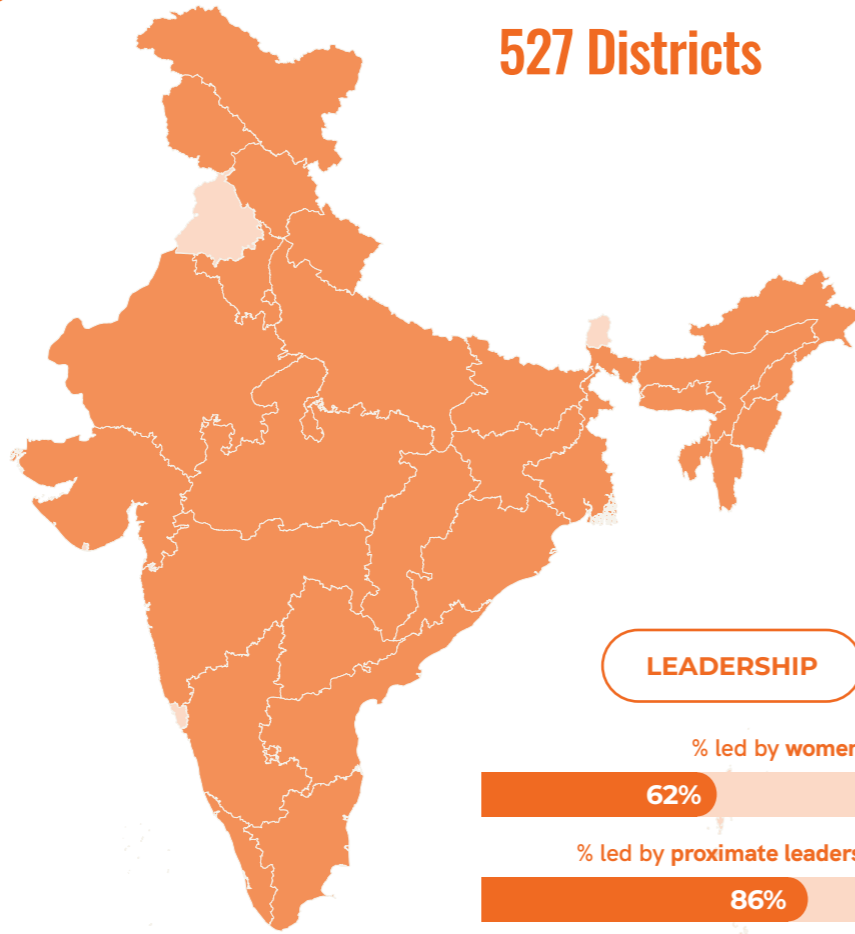 527 Districts
LEADERSHIP
% led by women
62%
% led by proximate leaders
86%